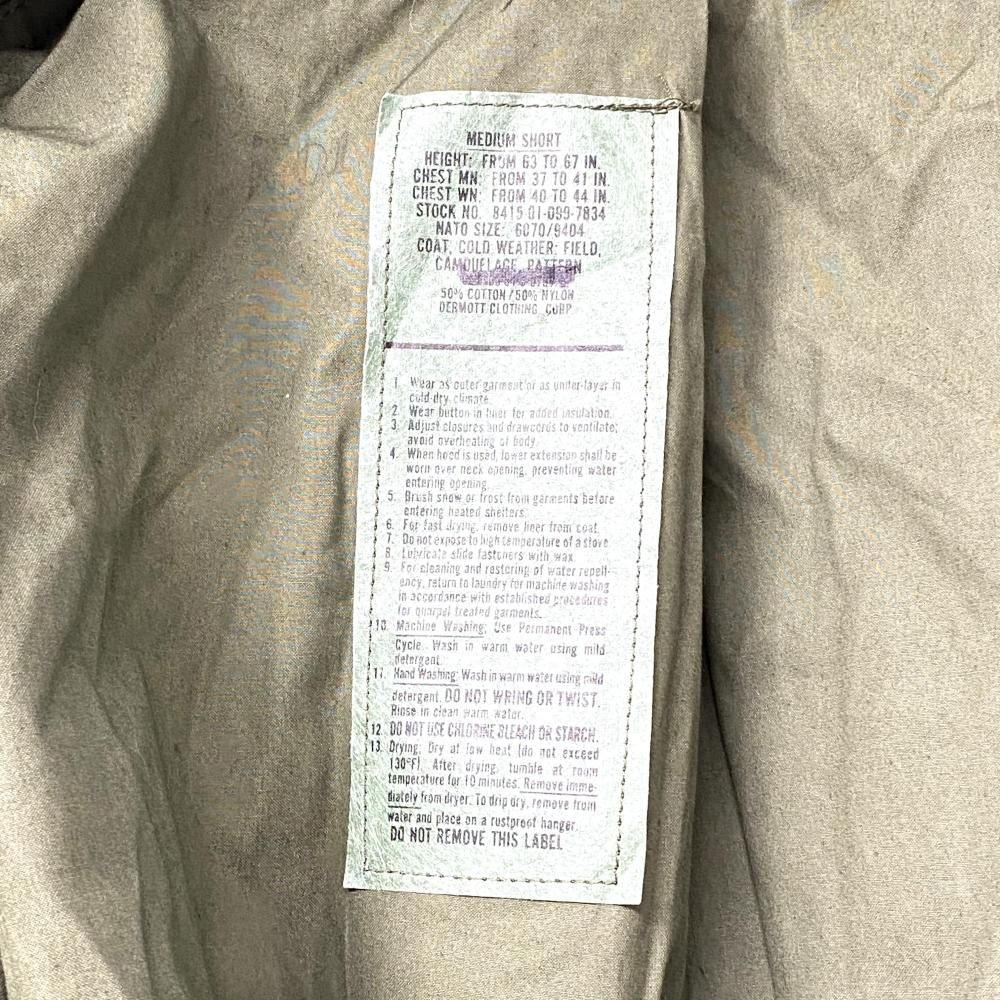 MEDIUM SHORT
HEIGHT: FROM 63 TO 67 IN.
CHEST MN: FROM 37 TO 41 IN.
CHEST WN: FROM 40 TO 44 IN.
STOCK NO. 8415-01-099-7834
NATO SIZE: 6070/9404
COAT, COLD WEATHER: FIELD,
CAMOUFLAGE PATTERN
50% COTTON/50% NYLON
DERMOTT CLOTHING CORP
1. Wear as outer garment or as under-layer in
cold-dry climate.
2. Wear button in liner for added insulation.
3. Adjust closures and drawcords to ventilate;
avoid overheating of body.
4. When hood is used, lower extension shall be
worn over neck opening, preventing water
entering opening.
5. Brush snow or frost from garments before
entering heated shelters.
6. For fast drying, remove liner from coat.
7. Do not expose to high temperature of a stove.
8. Lubricate slide fasteners with wax.
9. For cleaning and restoring of water repell-
ency, return to laundry for machine washing
in accordance with established procedures
for quarpel treated garments.
10. Machine Washing: Use Permanent Press
Cycle. Wash in warm water using mild
detergent.
11. Hand Washing: Wash in warm water using mild
detergent. DO NOT WRING OR TWIST.
Rinse in clean warm water.
12. DO NOT USE CHLORINE BLEACH OR STARCH.
13. Drying: Dry at low heat (do not exceed
130°F). After drying, tumble at room
temperature for 10 minutes. Remove imme-
diately from dryer. To drip dry, remove from
water and place on a rustproof hanger.
DO NOT REMOVE THIS LABEL